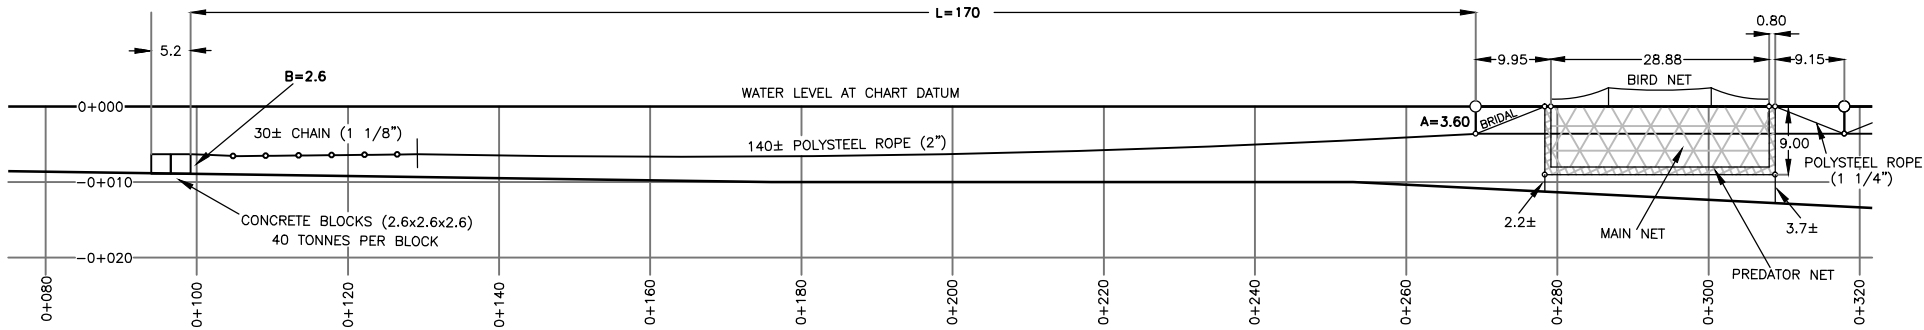 L=170
0.80
5.2
9.95
28.88
9.15
B=2.6
BIRD NET
WATER LEVEL AT CHART DATUM
0+000
30± CHAIN (1 1/8")
140± POLYSTEEL ROPE (2")
A=3.60
BRIDAL
9.00
POLYSTEEL ROPE
(1 1/4")
-0+010
CONCRETE BLOCKS (2.6x2.6x2.6)
40 TONNES PER BLOCK
2.2±
MAIN NET
3.7±
-0+020
PREDATOR NET
0+080
0+100
0+120
0+140
0+160
0+180
0+200
0+220
0+240
0+260
0+280
0+300
0+320